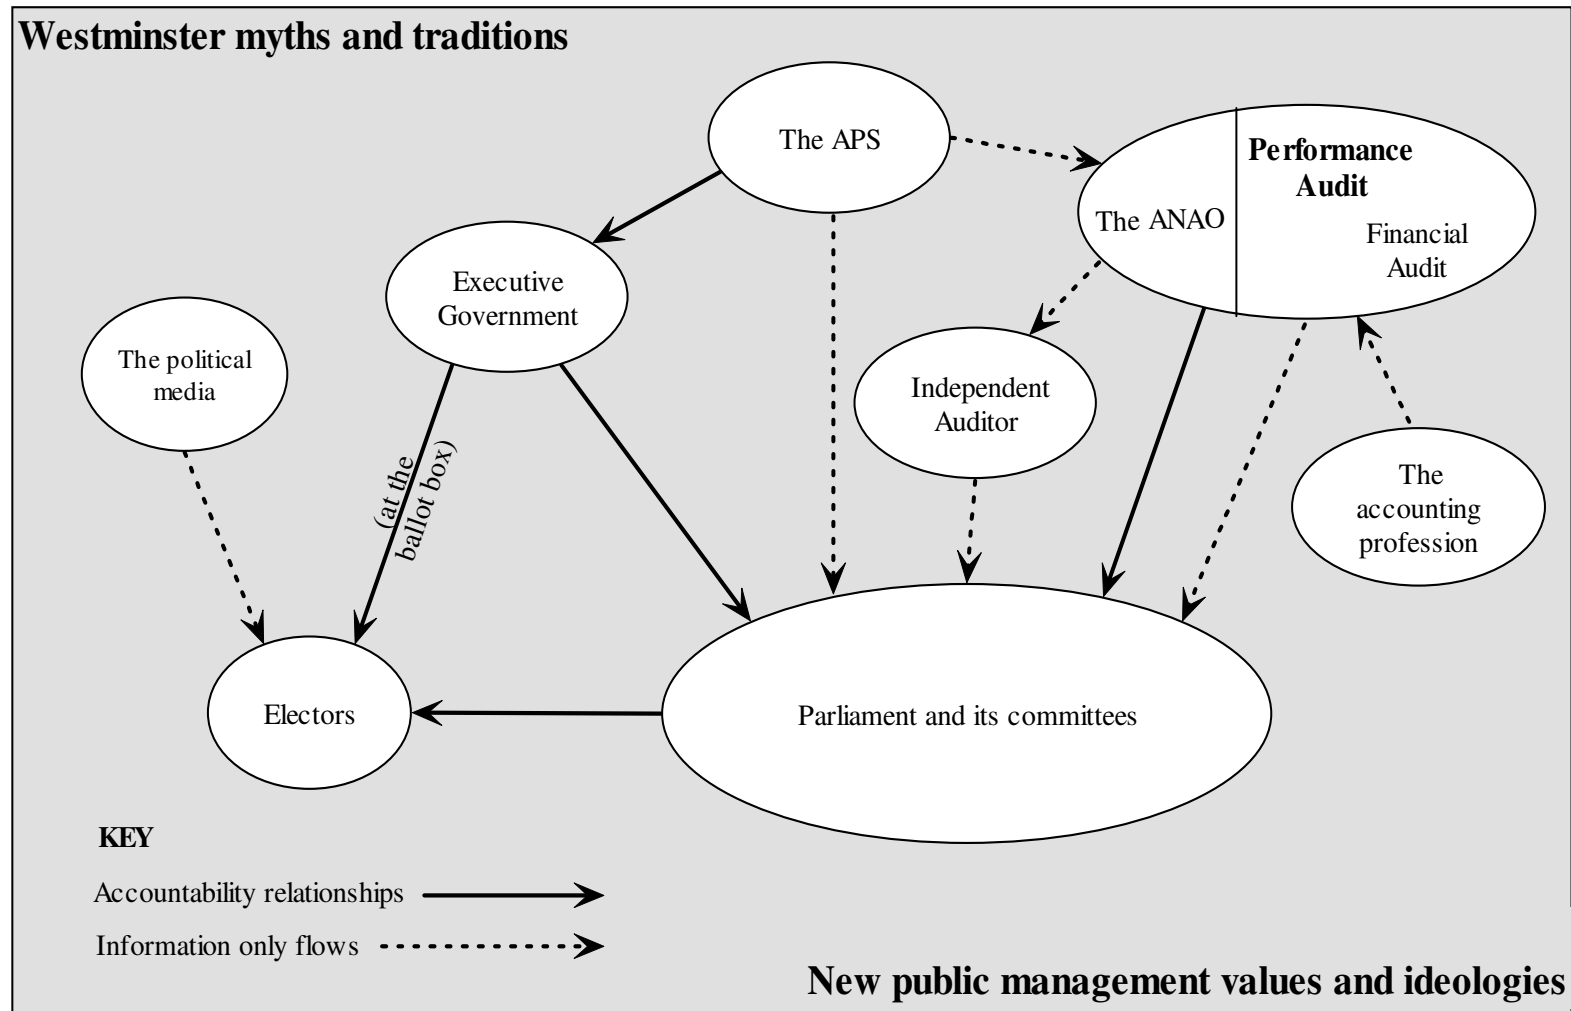 Westminster myths and traditions
The APS
Performance
Audit
The ANAO
Financial
Audit
Executive
Government
The political
media
Independent
Auditor
(at the
ballot box)
The
accounting
profession
Electors
Parliament and its committees
KEY
Accountability relationships
Information only flows
New public management values and ideologies